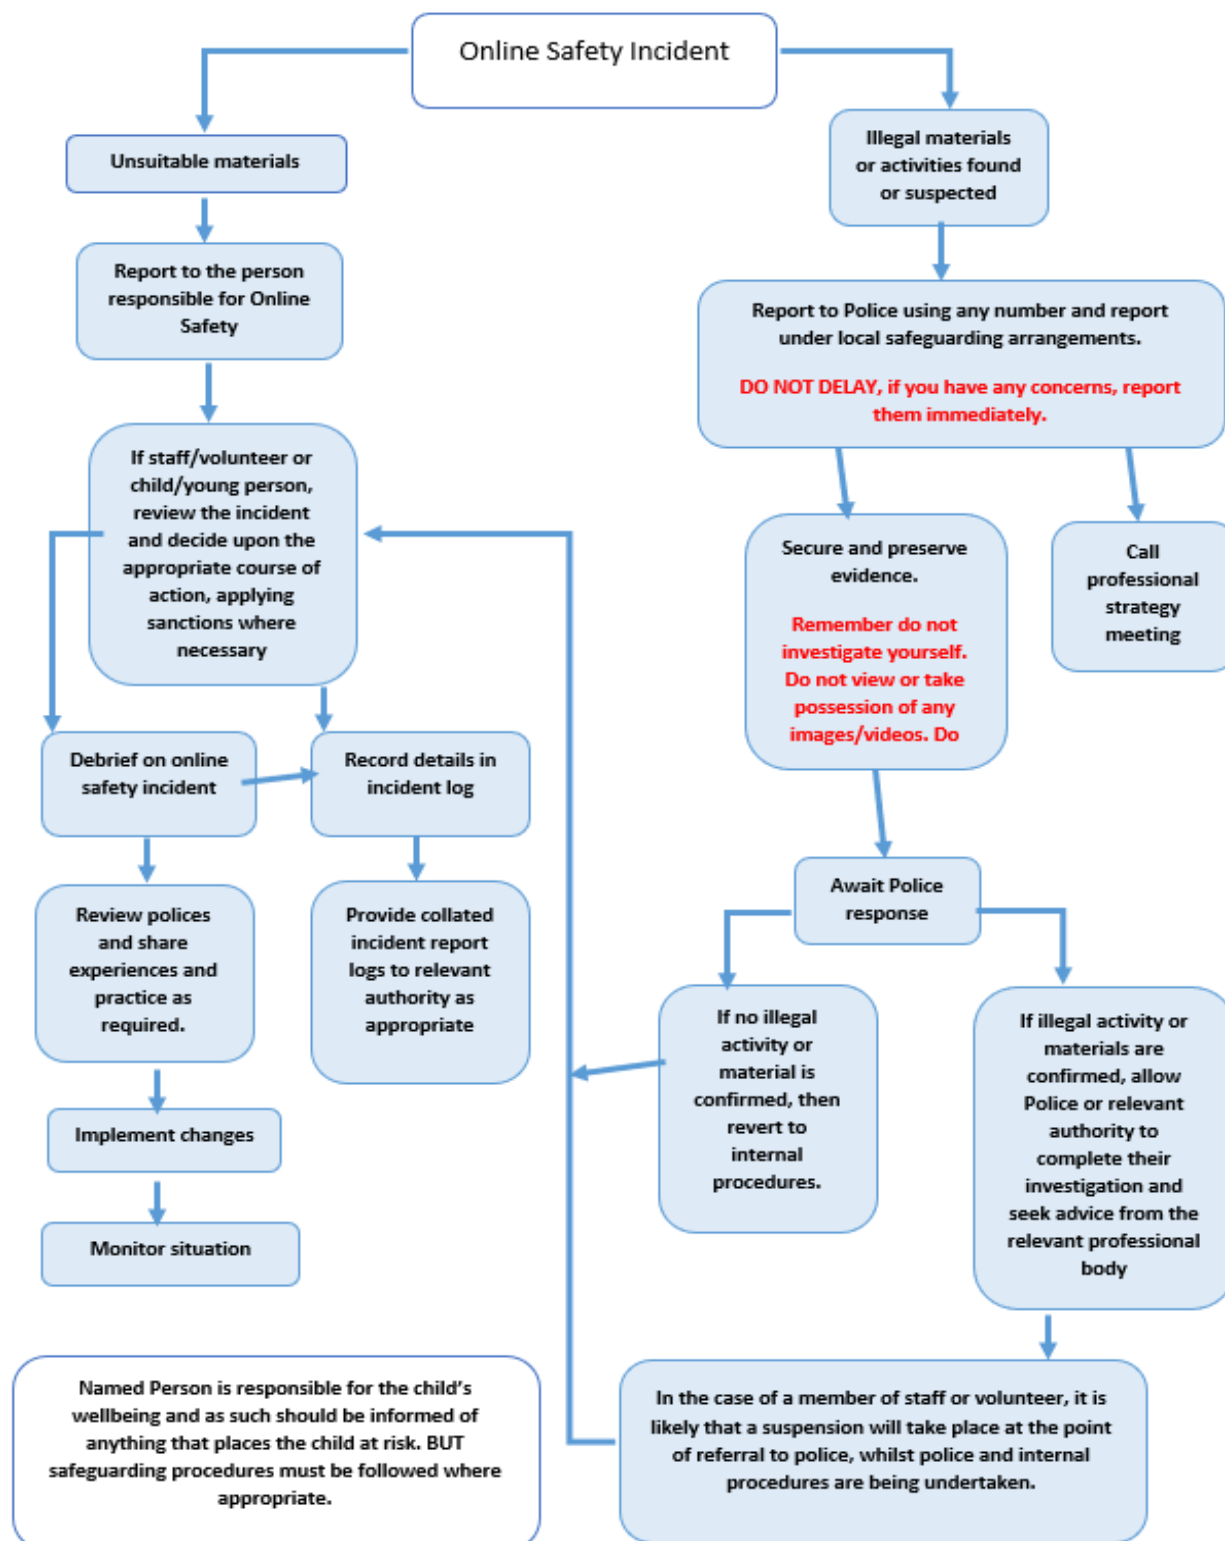 Online Safety Incident
Unsuitable materials
Illegal materials
or activities found
or suspected
Report to the person
responsible for Online
Safety
Report to Police using any number and report
under local safeguarding arrangements.
DO NOT DELAY, if you have any concerns, report
them immediately.
If staff/volunteer or
child/young person,
review the incident
and decide upon the
appropriate course of
action, applying
sanctions where
necessary
Secure and preserve
evidence.
Remember do not
investigate yourself.
Do not view or take
possession of any
images/videos. Do
Call
professional
strategy
meeting
Debrief on online
safety incident
Record details in
incident log
Review polices
and share
experiences and
practice as
required.
Provide collated
incident report
logs to relevant
authority as
appropriate
Await Police
response
If no illegal
activity or
material is
confirmed, then
revert to
internal
procedures.
If illegal activity or
materials are
confirmed, allow
Police or relevant
authority to
complete their
investigation and
seek advice from the
relevant professional
body
Implement changes
Monitor situation
Named Person is responsible for the child’s
wellbeing and as such should be informed of
anything that places the child at risk. BUT
safeguarding procedures must be followed where
appropriate.
In the case of a member of staff or volunteer, it is
likely that a suspension will take place at the point
of referral to police, whilst police and internal
procedures are being undertaken.